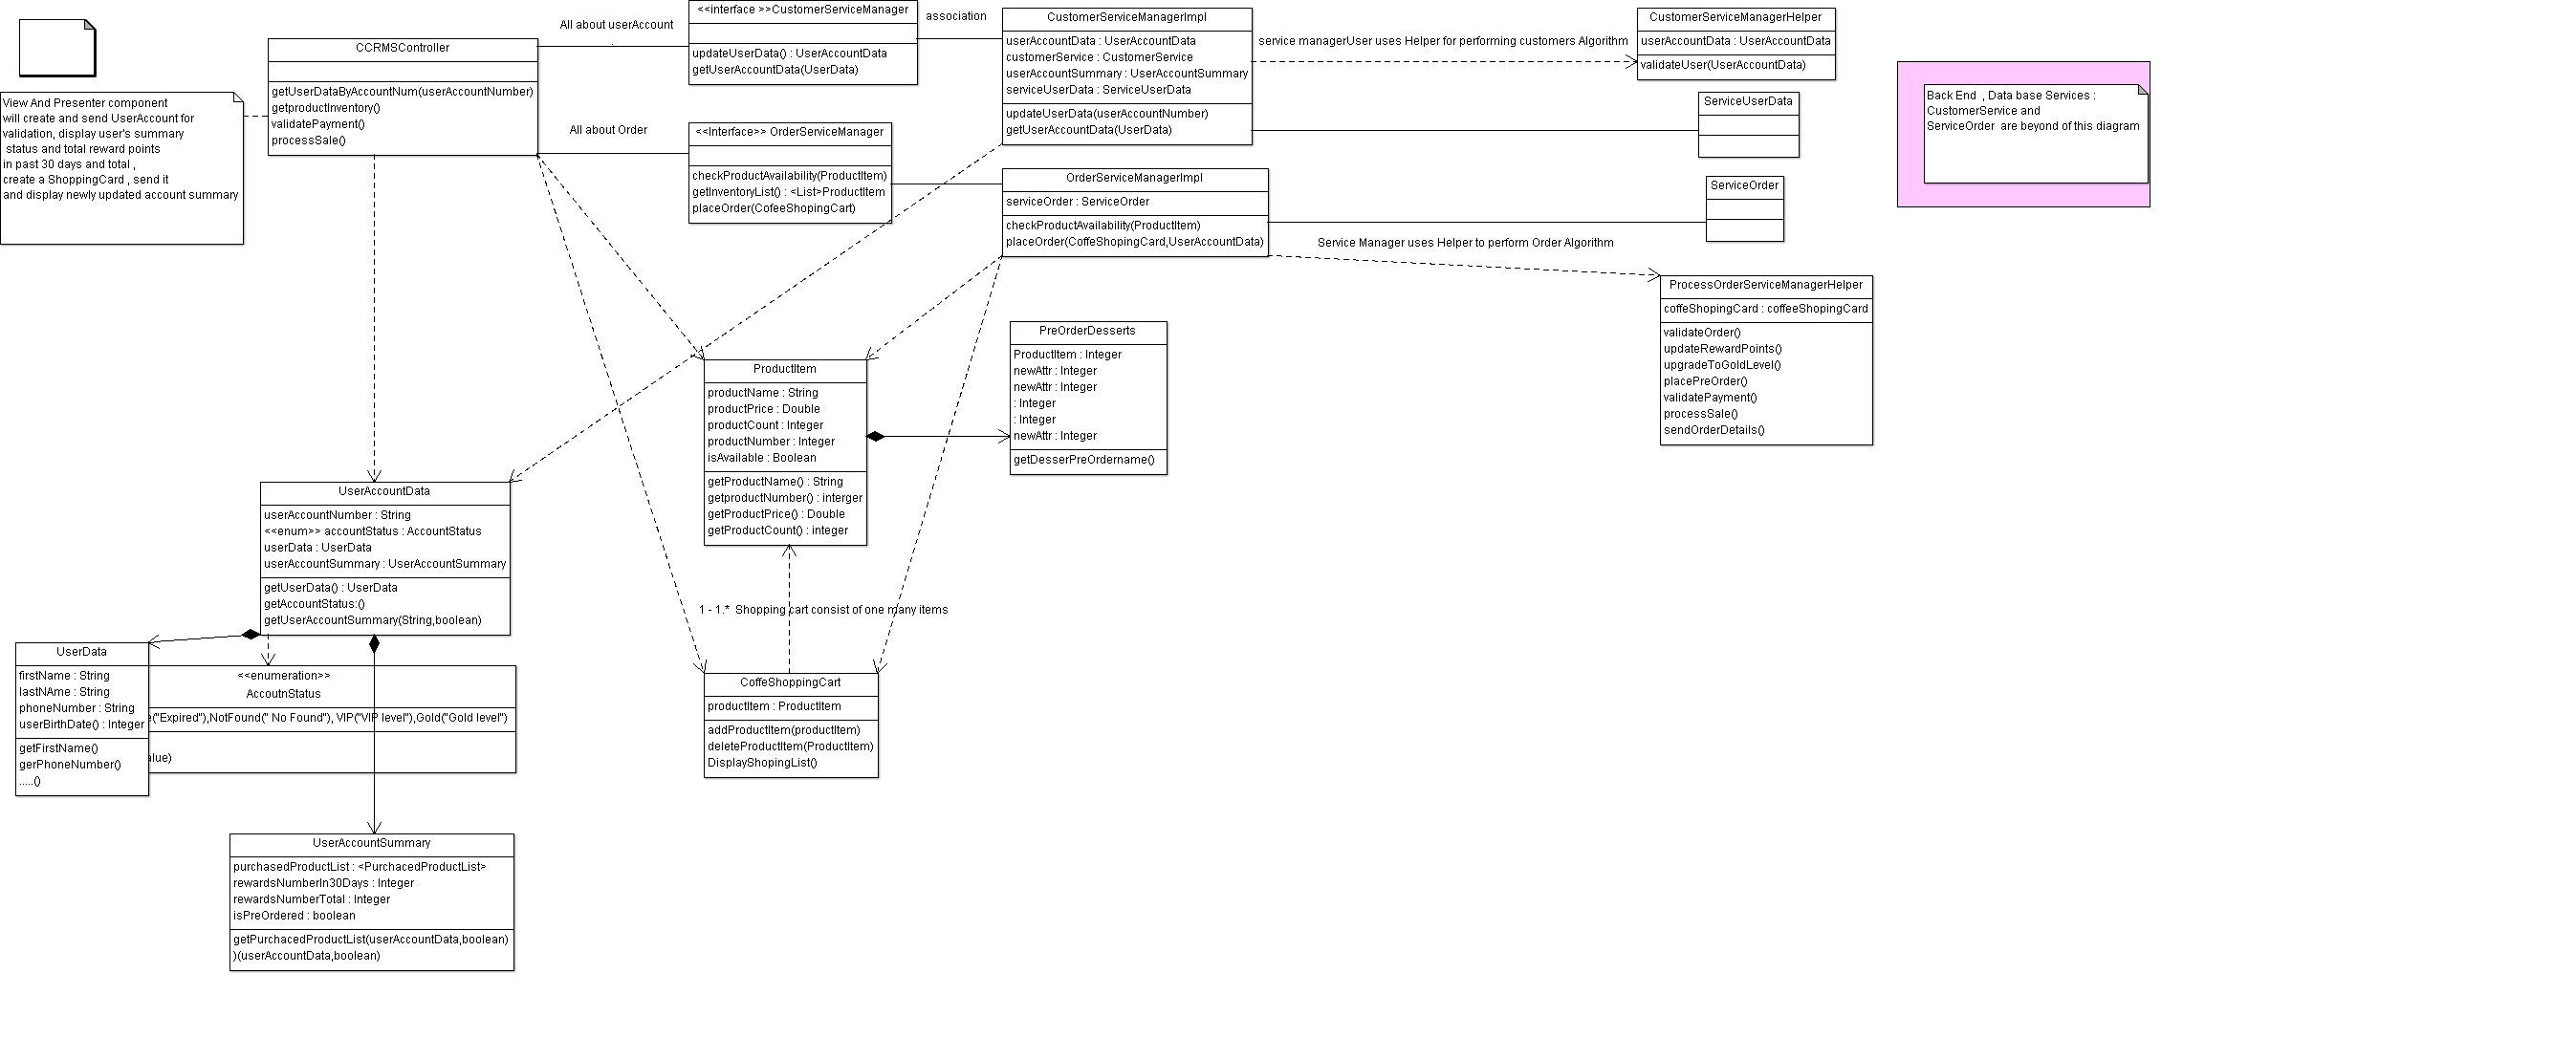 CCRMSController
getUserDataByAccountNum(userAccountNumber)
getproductInventory()
validatePayment()
processSale()
View And Presenter component
will create and send UserAccount for
validation, display user's summary
status and total reward points
in past 30 days and total ,
create a ShoppingCard , send it
and display newly updated account summary
All about userAccount
.
All about Order
<<interface >>CustomerServiceManager
updateUserData() : UserAccountData
getUserAccountData(UserData)
<<Interface>> OrderServiceManager
checkProductAvailability(ProductItem)
getInventoryList() : <List>ProductItem
placeOrder(CofeeShopingCart)
association
CustomerServiceManagerImpl
userAccountData : UserAccountData
customerService : CustomerService
userAccountSummary : UserAccountSummary
serviceUserData : ServiceUserData
updateUserData(userAccountNumber)
getUserAccountData(UserData)
OrderServiceManagerImpl
serviceOrder : ServiceOrder
checkProductAvailability(ProductItem)
placeOrder(CoffeShopingCard,UserAccountData)
service managerUser uses Helper for performing customers Algorithm
CustomerServiceManagerHelper
userAccountData : UserAccountData
validateUser(UserAccountData)
ServiceUserData
ServiceOrder
Service Manager uses Helper to perform Order Algorithm
ProcessOrderServiceManagerHelper
coffeShopingCard : coffeeShopingCard
validateOrder()
updateRewardPoints()
upgradeToGoldLevel()
placePreOrder()
validatePayment()
processSale()
sendOrderDetails()
Back End , Data base Services :
CustomerService and
ServiceOrder are beyond of this diagram
PreOrderDesserts
ProductItem : Integer
newAttr : Integer
newAttr : Integer
: Integer
: Integer
newAttr : Integer
getDesserPreOrdername()
ProductItem
productName : String
productPrice : Double
productCount : Integer
productNumber : Integer
isAvailable : Boolean
getProductName() : String
getproductNumber() : interger
getProductPrice() : Double
getProductCount() : integer
1 - 1.* Shopping cart consist of one many items
CoffeShoppingCart
productItem : ProductItem
addProductItem(productItem)
deleteProductItem(ProductItem)
DisplayShopingList()
UserAccountData
userAccountNumber : String
<<enum>> accountStatus : AccountStatus
userData : UserData
userAccountSummary : UserAccountSummary
getUserData() : UserData
getAccountStatus:()
getUserAccountSummary(String,boolean)
UserData
firstName : String
lastNAme : String
phoneNumber : String
userBirthDate() : Integer
getFirstName()
gerPhoneNumber()
.....()
<<enumeration>>
AccoutnStatus
e("Expired"),NotFound(" No Found"), VIP("VIP level"),Gold("Gold level")
alue)
UserAccountSummary
purchasedProductList : <PurchacedProductList>
rewardsNumberIn30Days : Integer
rewardsNumberTotal : Integer
isPreOrdered : boolean
getPurchacedProductList(userAccountData,boolean)
)(userAccountData,boolean)